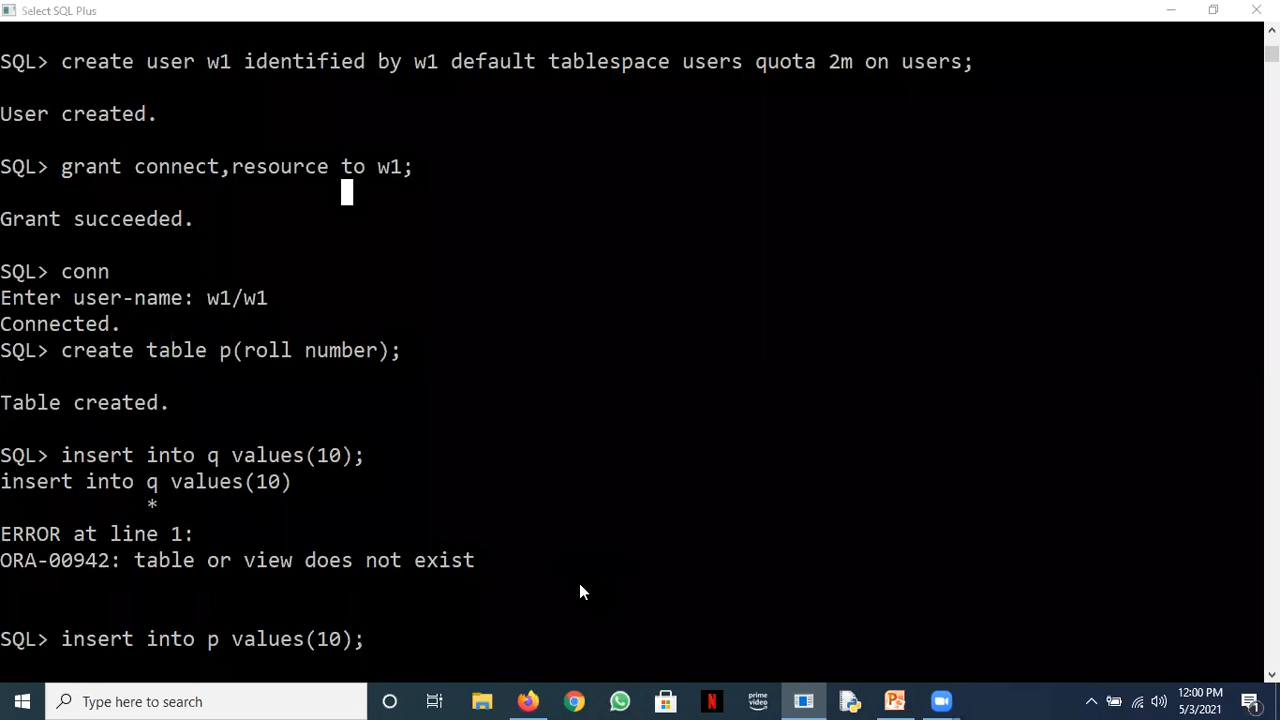 Select SQL Plus
SQL> create user w1 identified by w1 default tablespace users quota 2m on users;
User created.
SQL> grant connect,resource to w1;
Grant succeeded.
SQL> conn
Enter user-name: w1/w1
Connected.
SQL> create table p(roll number);
Table created.
SQL> insert into q values(10);
insert into q values(10)
*
ERROR at line 1:
ORA-00942: table or view does not exist
SQL> insert into p values(10);
Type here to search
N
prime video
12:00 PM
5/3/2021
1